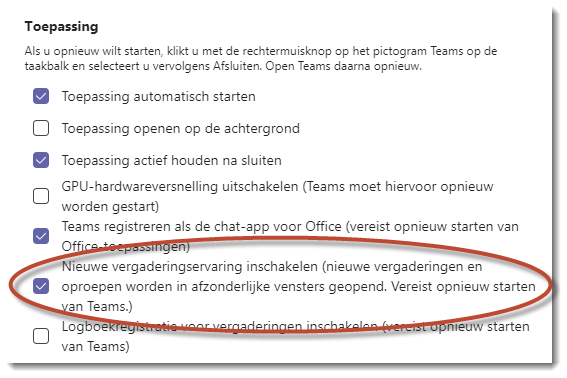 Toepassing
Als u opnieuw wilt starten, klikt u met de rechtermuisknop op het pictogram Teams op de
taakbalk en selecteert u vervolgens Afsluiten. Open Teams daarna opnieuw.
Toepassing automatisch starten
Toepassing openen op de achtergrond
Toepassing actief houden na sluiten
GPU-hardwareversnelling uitschakelen (Teams moet hiervoor opnieuw
worden gestart)
Teams registreren als de chat-app voor Office (vereist opnieuw starten van
Office-toepassingen)
Nieuwe vergaderingservaring inschakelen (nieuwe vergaderingen en
oproepen worden in afzonderlijke vensters geopend. Vereist opnieuw starten
van Teams.)
Logboekregistratie voor vergaderingen inschakelen (vereist opnieuw starten
van Teams)